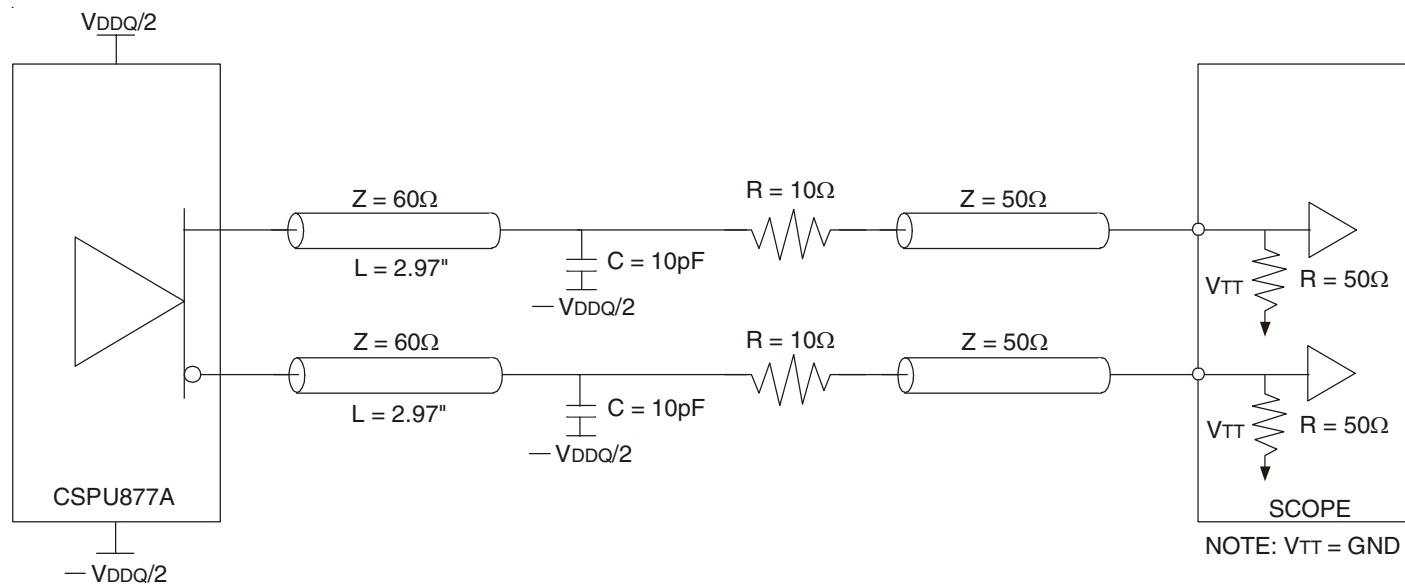 VDDQ/2
Z = 60Ω
R = 10Ω
Z = 50Ω
L = 2.97"
C = 10pF
— VDDQ/2
VTT
R = 50Ω
Z = 60Ω
R = 10Ω
Z = 50Ω
L = 2.97"
C = 10pF
— VDDQ/2
VTT
R = 50Ω
CSPU877A
SCOPE
— VDDQ/2
NOTE: VTT = GND